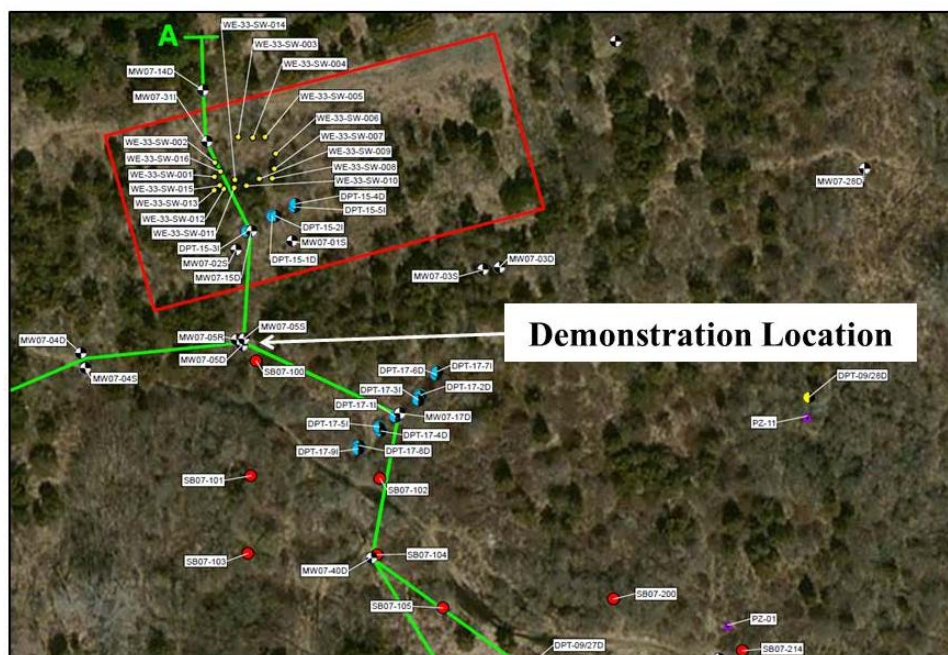 WE-33-SW-014
A
WE-33-SW-003
WE-33-SW-004
MW07-14D
MW07-31I
WE-33-SW-005
WE-33-SW-006
WE-33-SW-002
WE-33-SW-007
WE-33-SW-016
WE-33-SW-009
WE-33-SW-001
WE-33-SW-008
WE-33-SW-015
WE-33-SW-010
WE-33-SW-013
DPT-15-4D
WE-33-SW-012
DPT-15-5I
WE-33-SW-011
DPT-15-2I
DPT-15-3I
MW07-01S
MW07-02S
DPT-15-1D
MW07-15D
MW07-28D
MW07-03S
MW07-03D
MW07-05S
MW07-04D
MW07-05R
MW07-05D
Demonstration Location
MW07-04S
SB07-100
DPT-17-6D
DPT-17-7I
DPT-17-3I
DPT-17-2D
DPT-09/28D
DPT-17-1I
MW07-17D
PZ-11
DPT-17-5I
DPT-17-4D
DPT-17-9I
DPT-17-8D
SB07-101
SB07-102
SB07-103
SB07-104
MW07-40D
SB07-105
SB07-200
PZ-01
DPT-09/27D
SB07-214